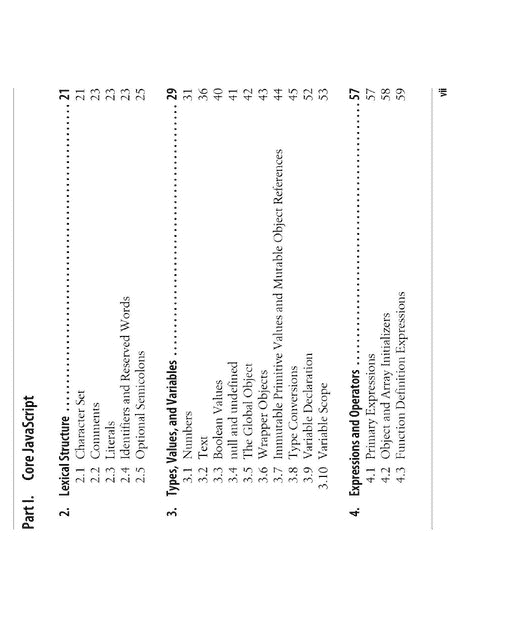 Part I. Core JavaScript
2. Lexical Structure . . . . . . . . . . . . . . . . . . . . . . . . . . . . . . . . . . . . . . . . . . . . . . . . . . . . . . . . . . . . . . 21
2.1 Character Set 21
2.2 Comments 23
2.3 Literals 23
2.4 Identifiers and Reserved Words 23
2.5 Optional Semicolons 25
3. Types, Values, and Variables . . . . . . . . . . . . . . . . . . . . . . . . . . . . . . . . . . . . . . . . . . . . . . . . . . . 29
3.1 Numbers 31
3.2 Text 36
3.3 Boolean Values 40
3.4 null and undefined 41
3.5 The Global Object 42
3.6 Wrapper Objects 43
3.7 Immutable Primitive Values and Mutable Object References 44
3.8 Type Conversions 45
3.9 Variable Declaration 52
3.10 Variable Scope 53
4. Expressions and Operators . . . . . . . . . . . . . . . . . . . . . . . . . . . . . . . . . . . . . . . . . . . . . . . . . . . . . 57
4.1 Primary Expressions 57
4.2 Object and Array Initializers 58
4.3 Function Definition Expressions 59
vii